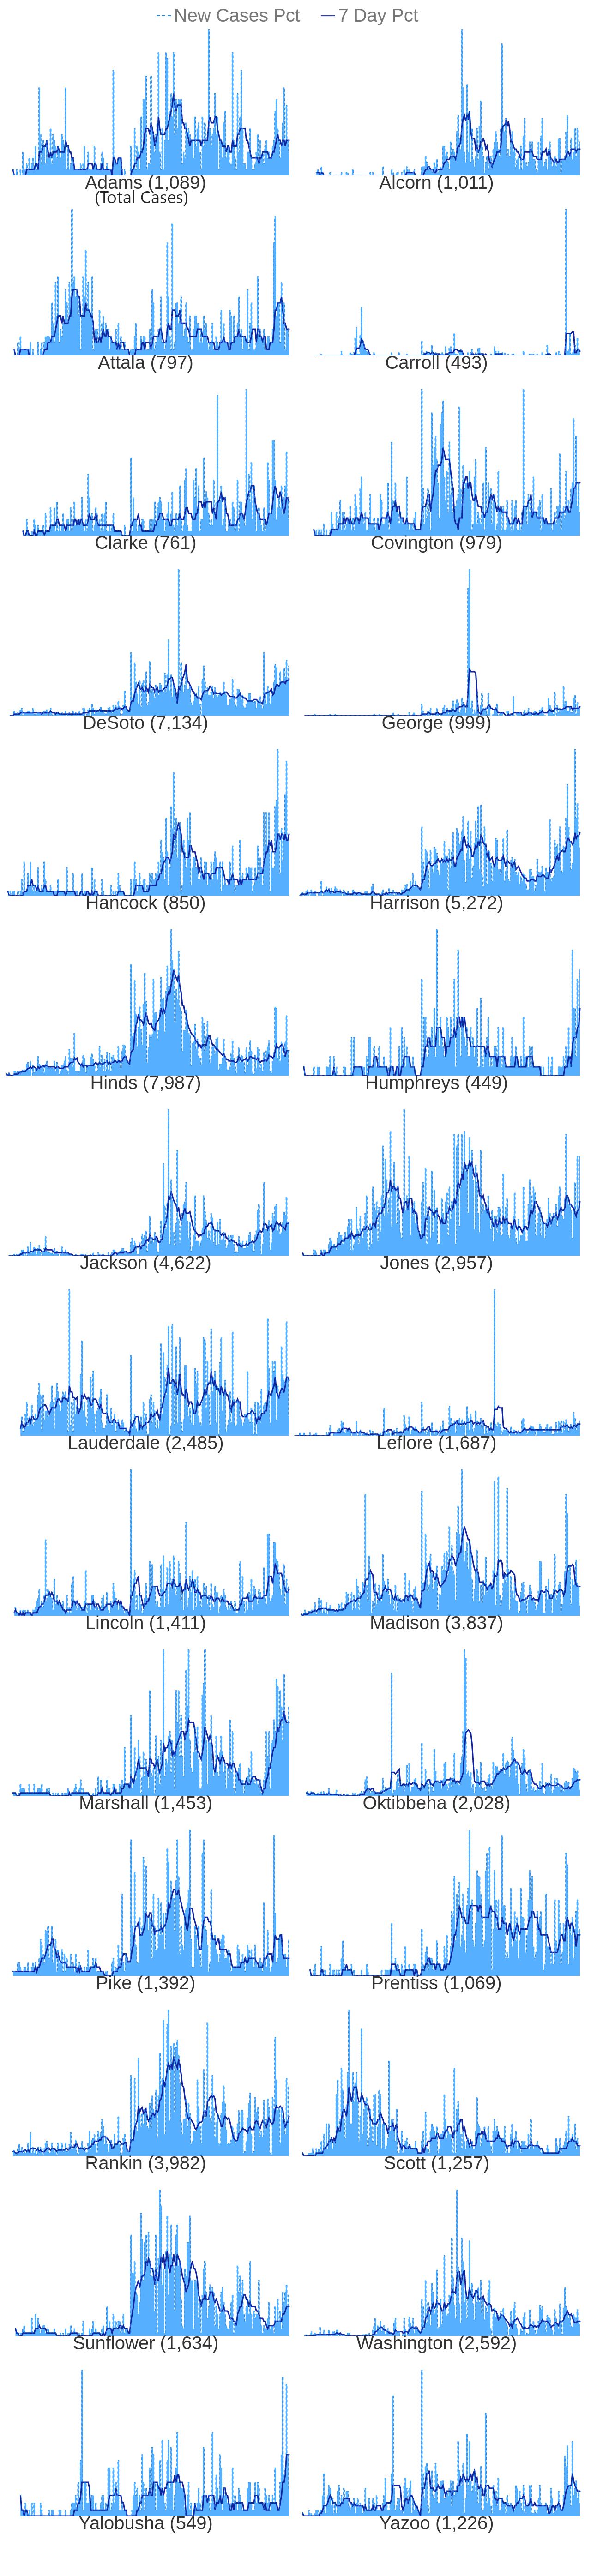 New Cases Pct 7 Day Pct
Adams (1,089) Alcorn (1,011)
(Total Cases)
Attala (797) Carroll (493)
Clarke (761) Covington (979)
DeSoto (7,134) George (999)
Hancock (850) Harrison (5,272)
Hinds (7,987) Humphreys (449)
Jackson (4,622) Jones (2,957)
Lauderdale (2,485) Leflore (1,687)
Lincoln (1,411) Madison (3,837)
Marshall (1,453) Oktibbeha (2,028)
Pike (1,392) Prentiss (1,069)
Rankin (3,982) Scott (1,257)
Sunflower (1,634) Washington (2,592)
Yalobusha (549) Yazoo (1,226)